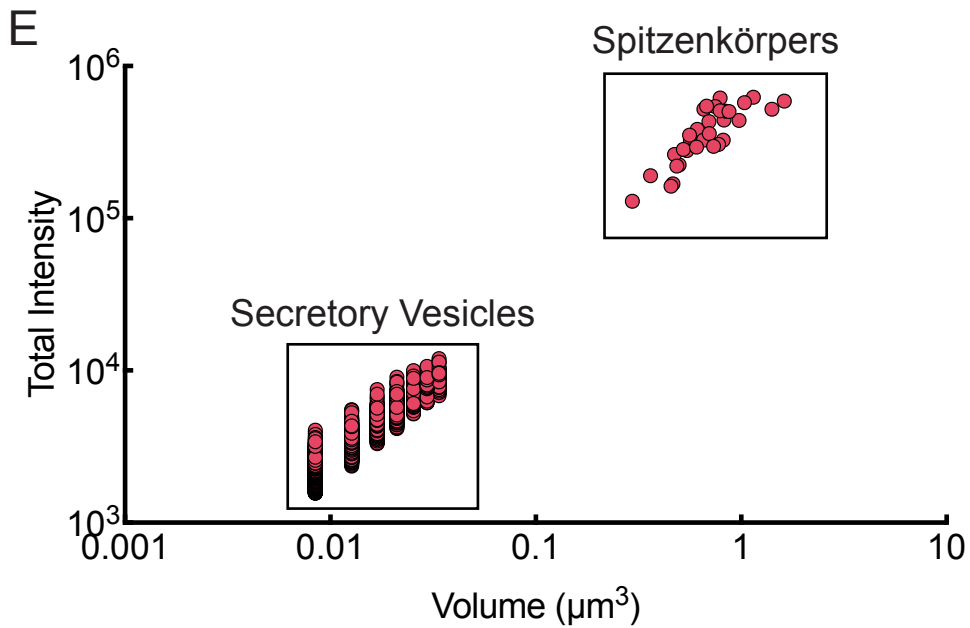 E
Spitzenkörpers
10⁶
10⁵
Total Intensity
Secretory Vesicles
10⁴
10³
0.001
0.01
0.1
1
10
Volume (µm³)